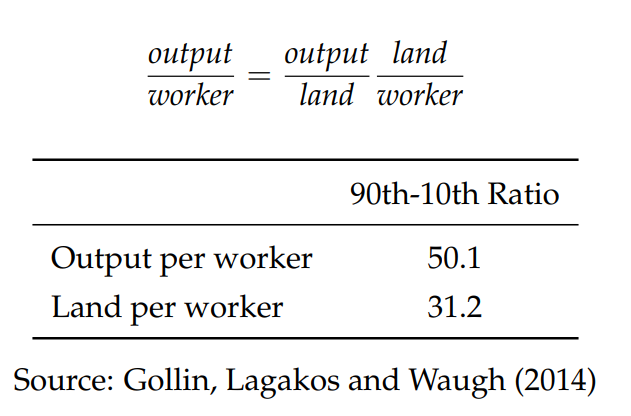 output/worker = output/land land/worker
90th-10th Ratio
Output per worker 50.1
Land per worker 31.2
Source: Gollin, Lagakos and Waugh (2014)